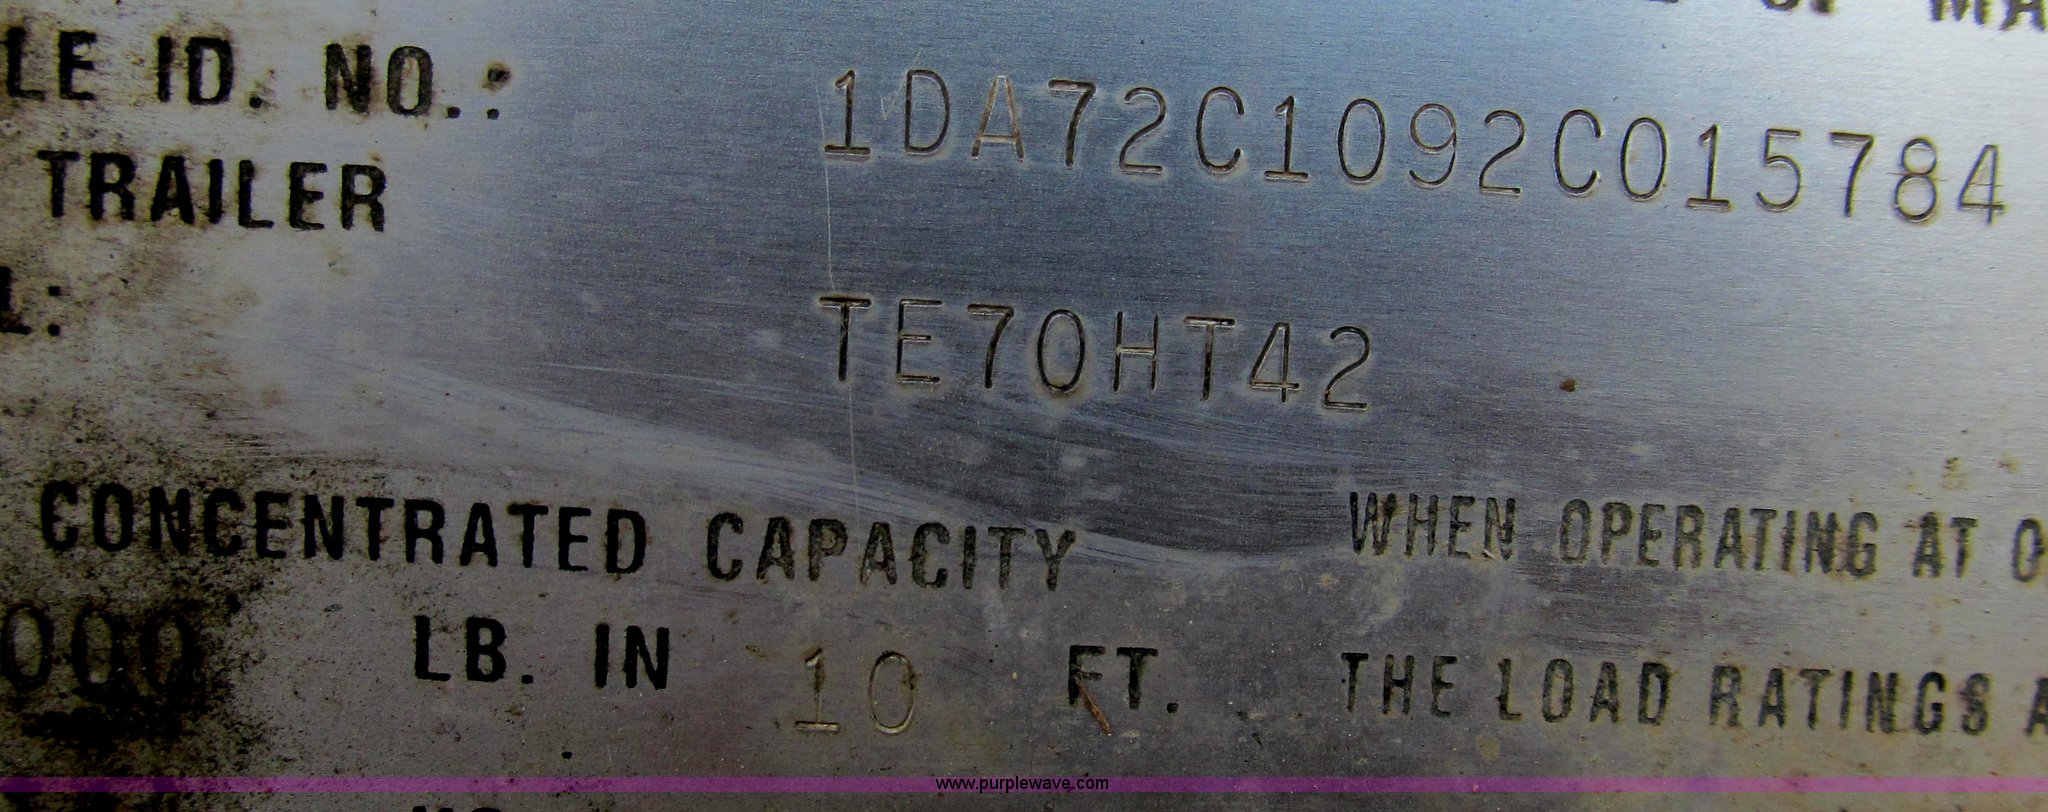 LE ID. NO.: 1DA72C1092C015784
TRAILER
L: TE70HT42
CONCENTRATED CAPACITY WHEN OPERATING AT
000 LB. IN 10 FT. THE LOAD RATINGS
www.purplewave.com